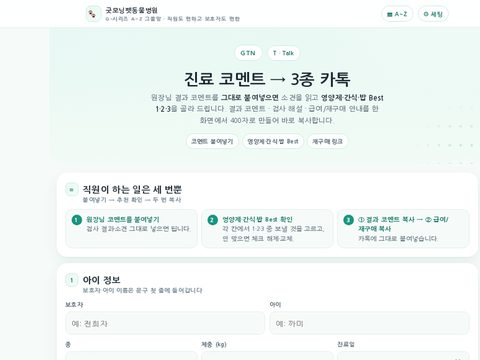 굿모닝펫동물병원
G·시리즈 A~Z 그물망 · 직원도 편하고 보호자도 편함
A~Z
세팅
GTN
T · Talk
진료 코멘트 → 3종 카톡
원장님 결과 코멘트를 그대로 붙여넣으면 소견을 읽고 영양제·간식·밥 Best
1·2·3을 골라 드립니다. 결과 코멘트 · 검사 해설 · 급여/재구매 안내를 한
화면에서 400자로 만들어 바로 복사합니다.
코멘트 붙여넣기
영양제·간식·밥 Best
재구매 링크
직원이 하는 일은 세 번뿐
붙여넣기 → 추천 확인 → 두 번 복사
1 원장님 코멘트를 붙여넣기
검사 결과소견 그대로 넣으면 됩니다.
2 영양제·간식·밥 Best 확인
각 칸에서 1·2·3 중 보낼 것을 고르고,
안 맞으면 체크 해제·교체.
3 ① 결과 코멘트 복사 → ② 급여/
재구매 복사
카톡에 그대로 붙여넣습니다.
1
아이 정보
보호자·아이 이름은 문구 첫 줄에 들어갑니다
보호자
아이
예: 전희자
예: 까미
종
체중 (kg)
진료일